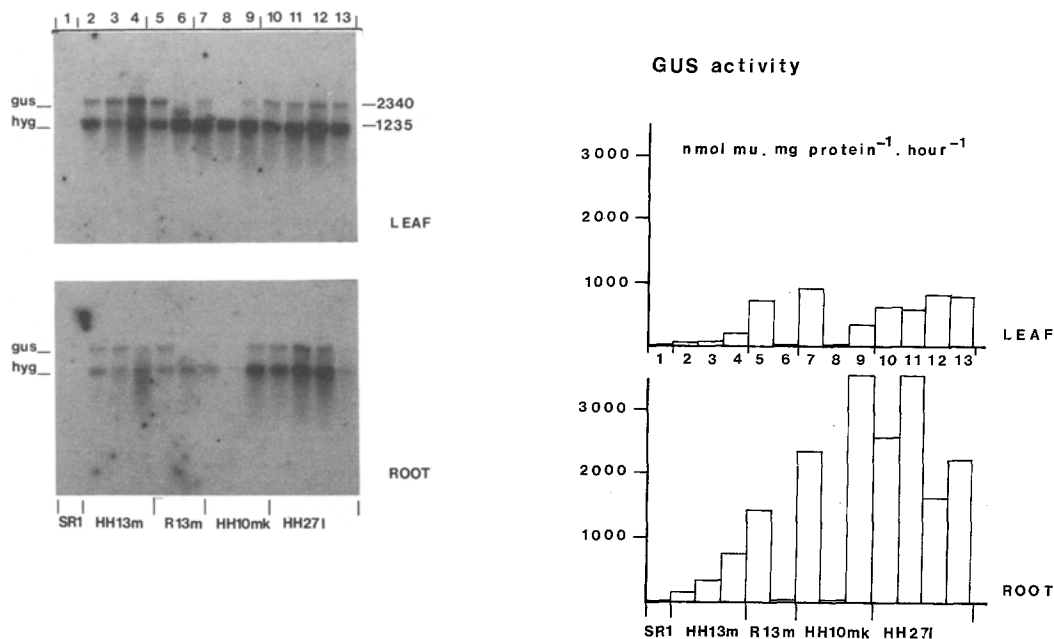 1 2 3 4 5 6 7 8 9 10 11 12 13
gus
hyg
2340
1235
LEAF
gus
hyg
ROOT
SR1 HH13m R13m HH10mk HH27l
GUS activity
nmol mu. mg protein⁻¹. hour⁻¹
3000
2000
1000
LEAF
1 2 3 4 5 6 7 8 9 10 11 12 13
3000
2000
1000
ROOT
SR1 HH13m R13m HH10mk HH27l